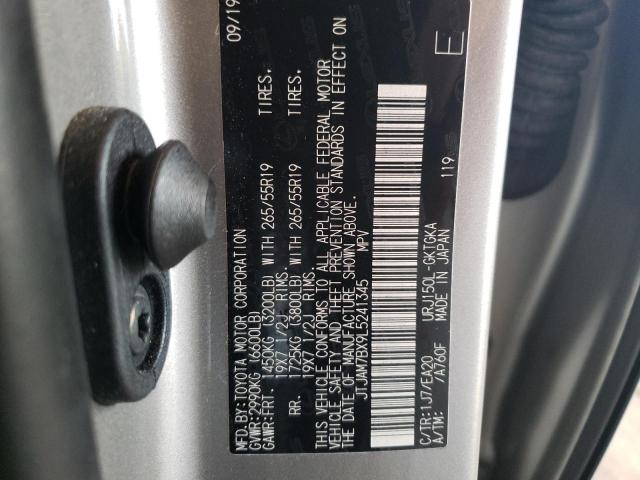 MFD.BY:TOYOTA MOTOR CORPORATION 09/19
GVWR:2990KG (6600LB)
GAWR:FRT. 1450KG (3200LB) WITH 265/55R19 TIRES.
19X7 1/2J RIMS.
RR. 1725KG (3800LB) WITH 265/55R19 TIRES.
19X7 1/2J RIMS.
THIS VEHICLE CONFORMS TO ALL APPLICABLE FEDERAL MOTOR
VEHICLE SAFETY AND THEFT PREVENTION STANDARDS IN EFFECT ON
THE DATE OF MANUFACTURE SHOWN ABOVE.
JTJAM7BX9L5241345 MPV
119
C/TR:1J7/EA20 URJ150L-GKTGKA
A/TM: /A760F MADE IN JAPAN
E